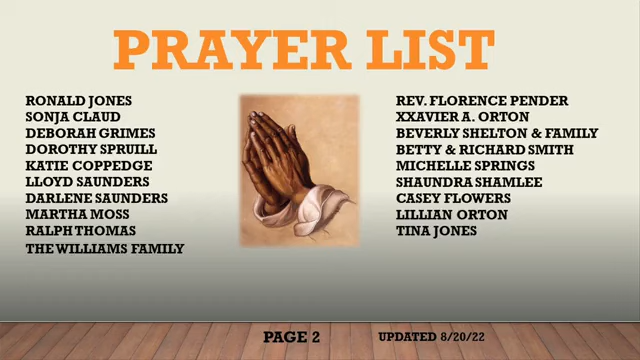 PRAYER LIST
RONALD JONES
SONJA CLAUD
DEBORAH GRIMES
DOROTHY SPRUILL
KATIE COPPEDGE
LLOYD SAUNDERS
DARLENE SAUNDERS
MARTHA MOSS
RALPH THOMAS
THE WILLIAMS FAMILY
REV. FLORENCE PENDER
XXAVIER A. ORTON
BEVERLY SHELTON & FAMILY
BETTY & RICHARD SMITH
MICHELLE SPRINGS
SHAUNDRA SHAMLEE
CASEY FLOWERS
LILLIAN ORTON
TINA JONES
PAGE 2
UPDATED 8/20/22